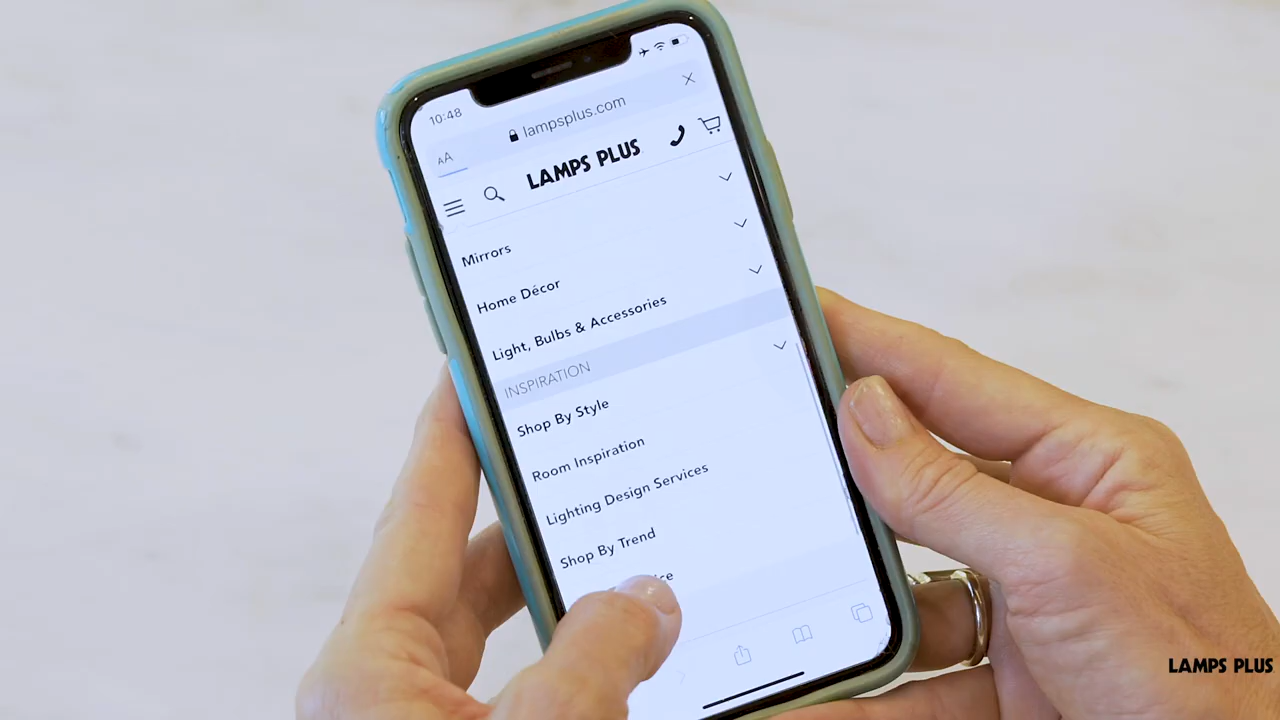 10:48
AA
lampsplus.com
LAMPS PLUS
Mirrors
Home Décor
Light, Bulbs & Accessories
INSPIRATION
Shop By Style
Room Inspiration
Lighting Design Services
Shop By Trend
LAMPS PLUS